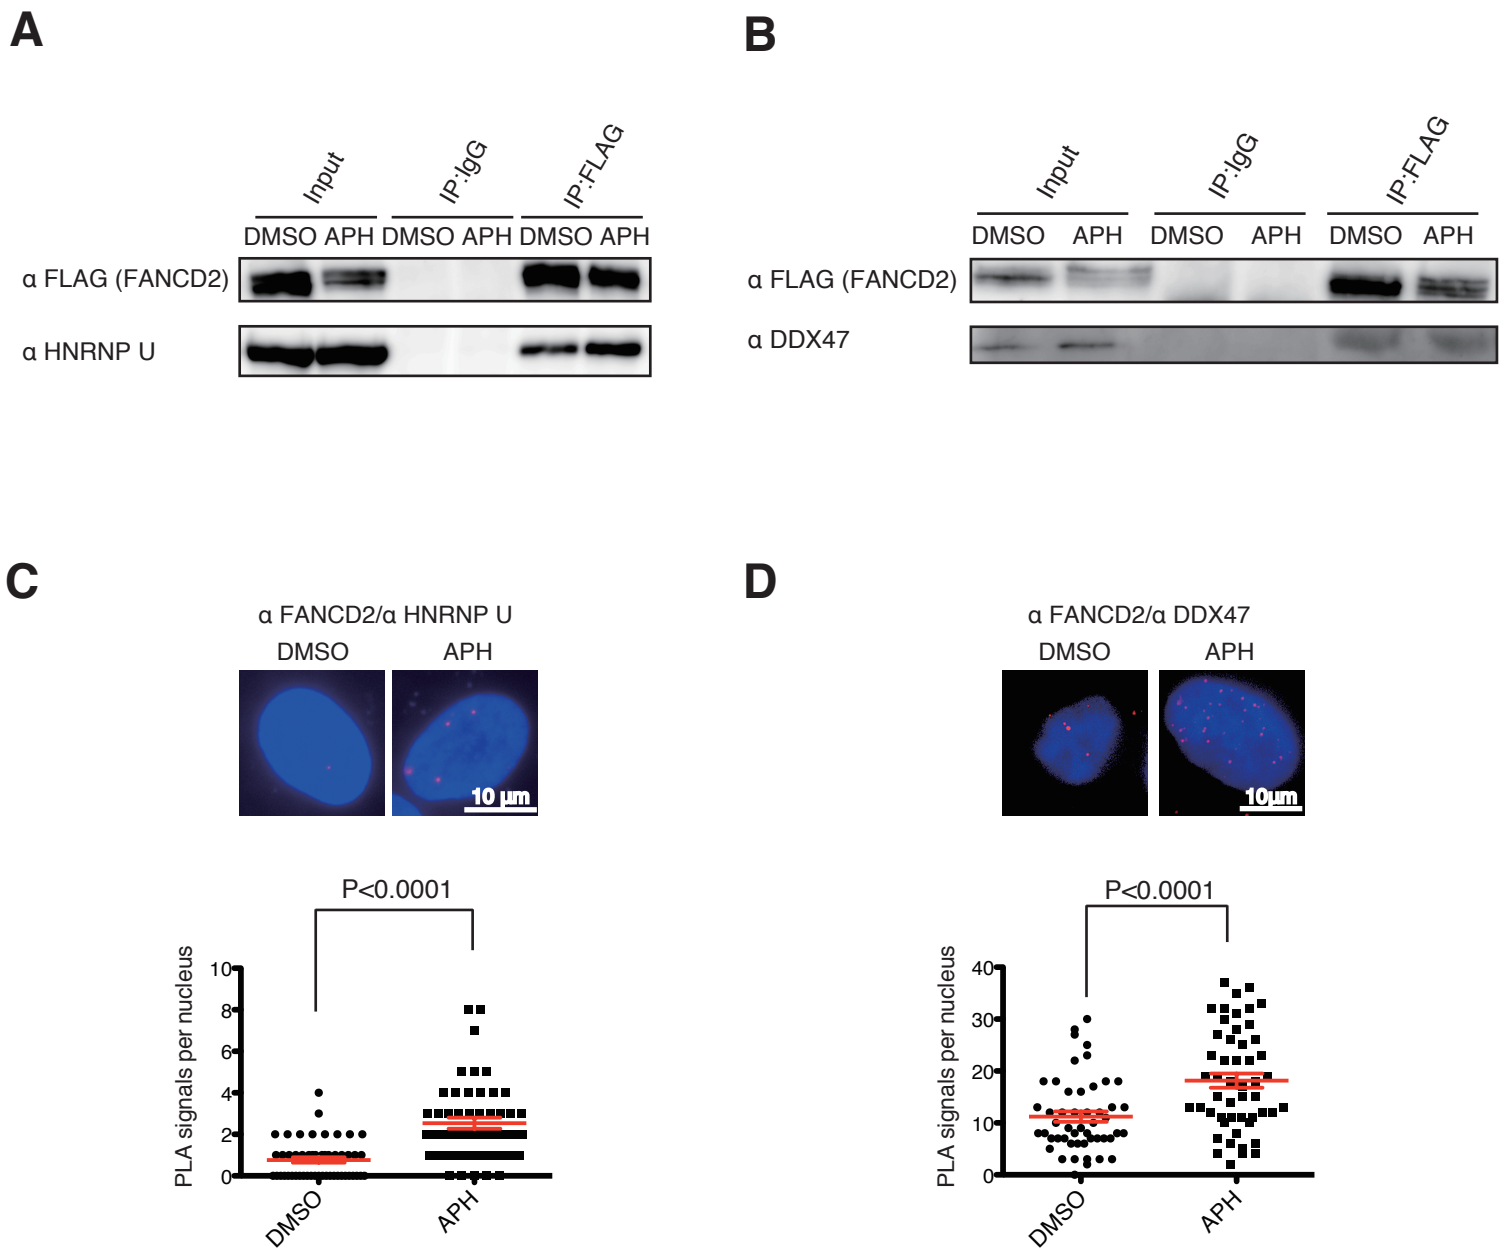 A
B
Input
IP:IgG
IP:FLAG
DMSO APH DMSO APH DMSO APH
α FLAG (FANCD2)
α HNRNP U
Input
IP:IgG
IP:FLAG
DMSO APH DMSO APH DMSO APH
α FLAG (FANCD2)
α DDX47
C
α FANCD2/α HNRNP U
DMSO APH
10 μm
P<0.0001
PLA signals per nucleus
10
8
6
4
2
0
DMSO
APH
D
α FANCD2/α DDX47
DMSO APH
10μm
P<0.0001
PLA signals per nucleus
40
30
20
10
0
DMSO
APH